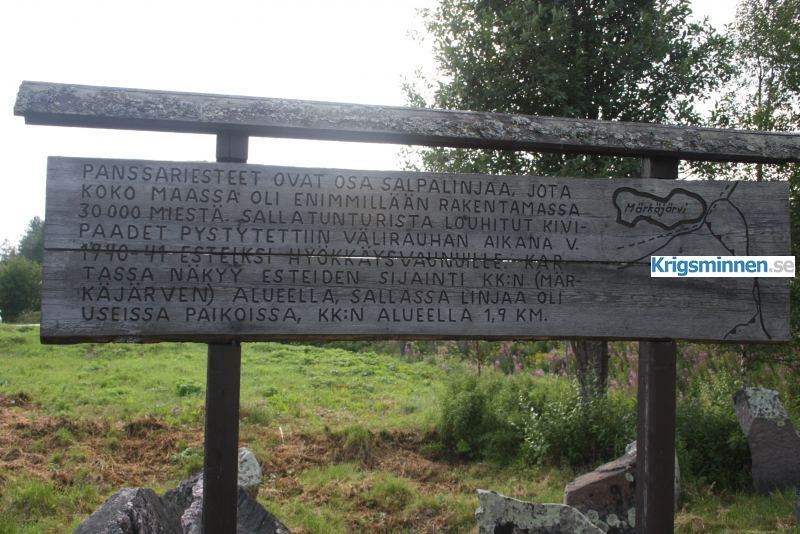 PANSSARIESTEET OVAT OSA SALPALINJAA, JOTA
KOKO MAASSA OLI ENIMMILLÄÄN RAKENTAMASSA
30 000 MIESTÄ. SALLATUNTURISTA LOUHITUT KIVI-
PAADET PYSTYTETTIIN VÄLIRAUHAN AIKANA V.
1940-41 ESTEIKSI HYÖKKÄYSVAUNUILLE. KAR-
TASSA NÄKYY ESTEIDEN SIJAINTI KK:N (MÄR-
KÄJÄRVEN) ALUEELLA, SALLASSA LINJAA OLI
USEISSA PAIKOISSA, KK:N ALUEELLA 1,9 KM.
Märkäjärvi
Krigsminnen.se